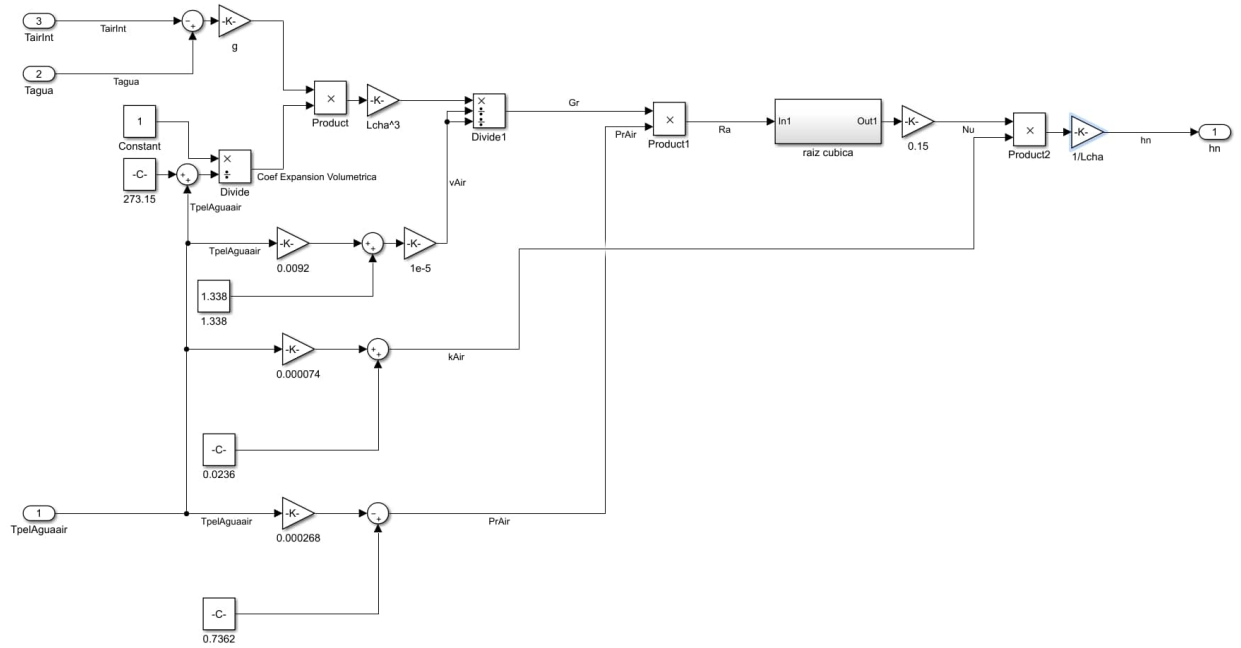 3
TairInt
TairInt
-K-
g
2
Tagua
Tagua
1
Constant
-C-
273.15
×
÷
Divide
Coef Expansion Volumetrica
×
Product
-K-
Lcha^3
×
÷
÷
Divide1
Gr
PrAir
×
Product1
Ra
In1
Out1
raiz cubica
-K-
0.15
Nu
×
Product2
-K-
1/Lcha
hn
1
hn
TpelAguaair
vAir
TpelAguaair
-K-
0.0092
-K-
1e-5
1.338
1.338
-K-
0.000074
kAir
-C-
0.0236
1
TpelAguaair
TpelAguaair
-K-
0.000268
PrAir
-C-
0.7362